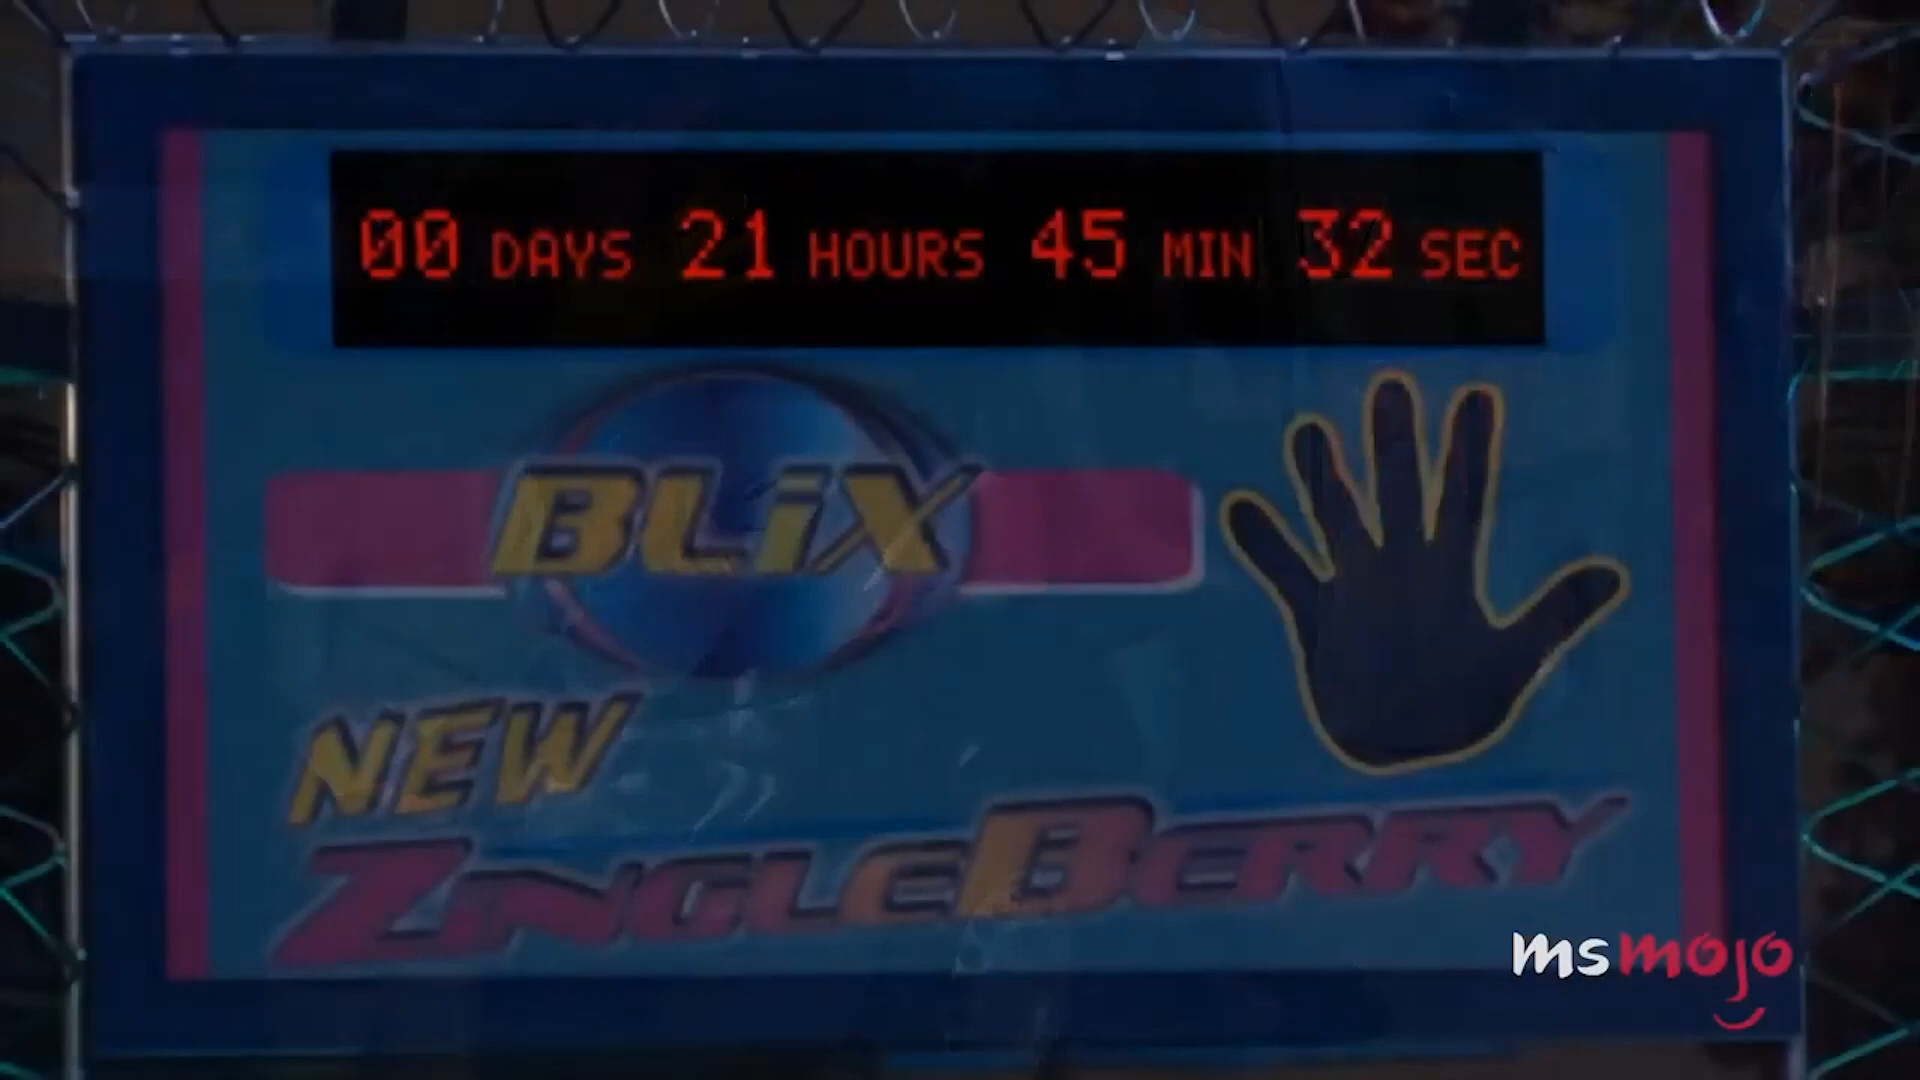 00 DAYS 21 HOURS 45 MIN 32 SEC
BLiX
NEW
ZINGLEBERRY
msmojo